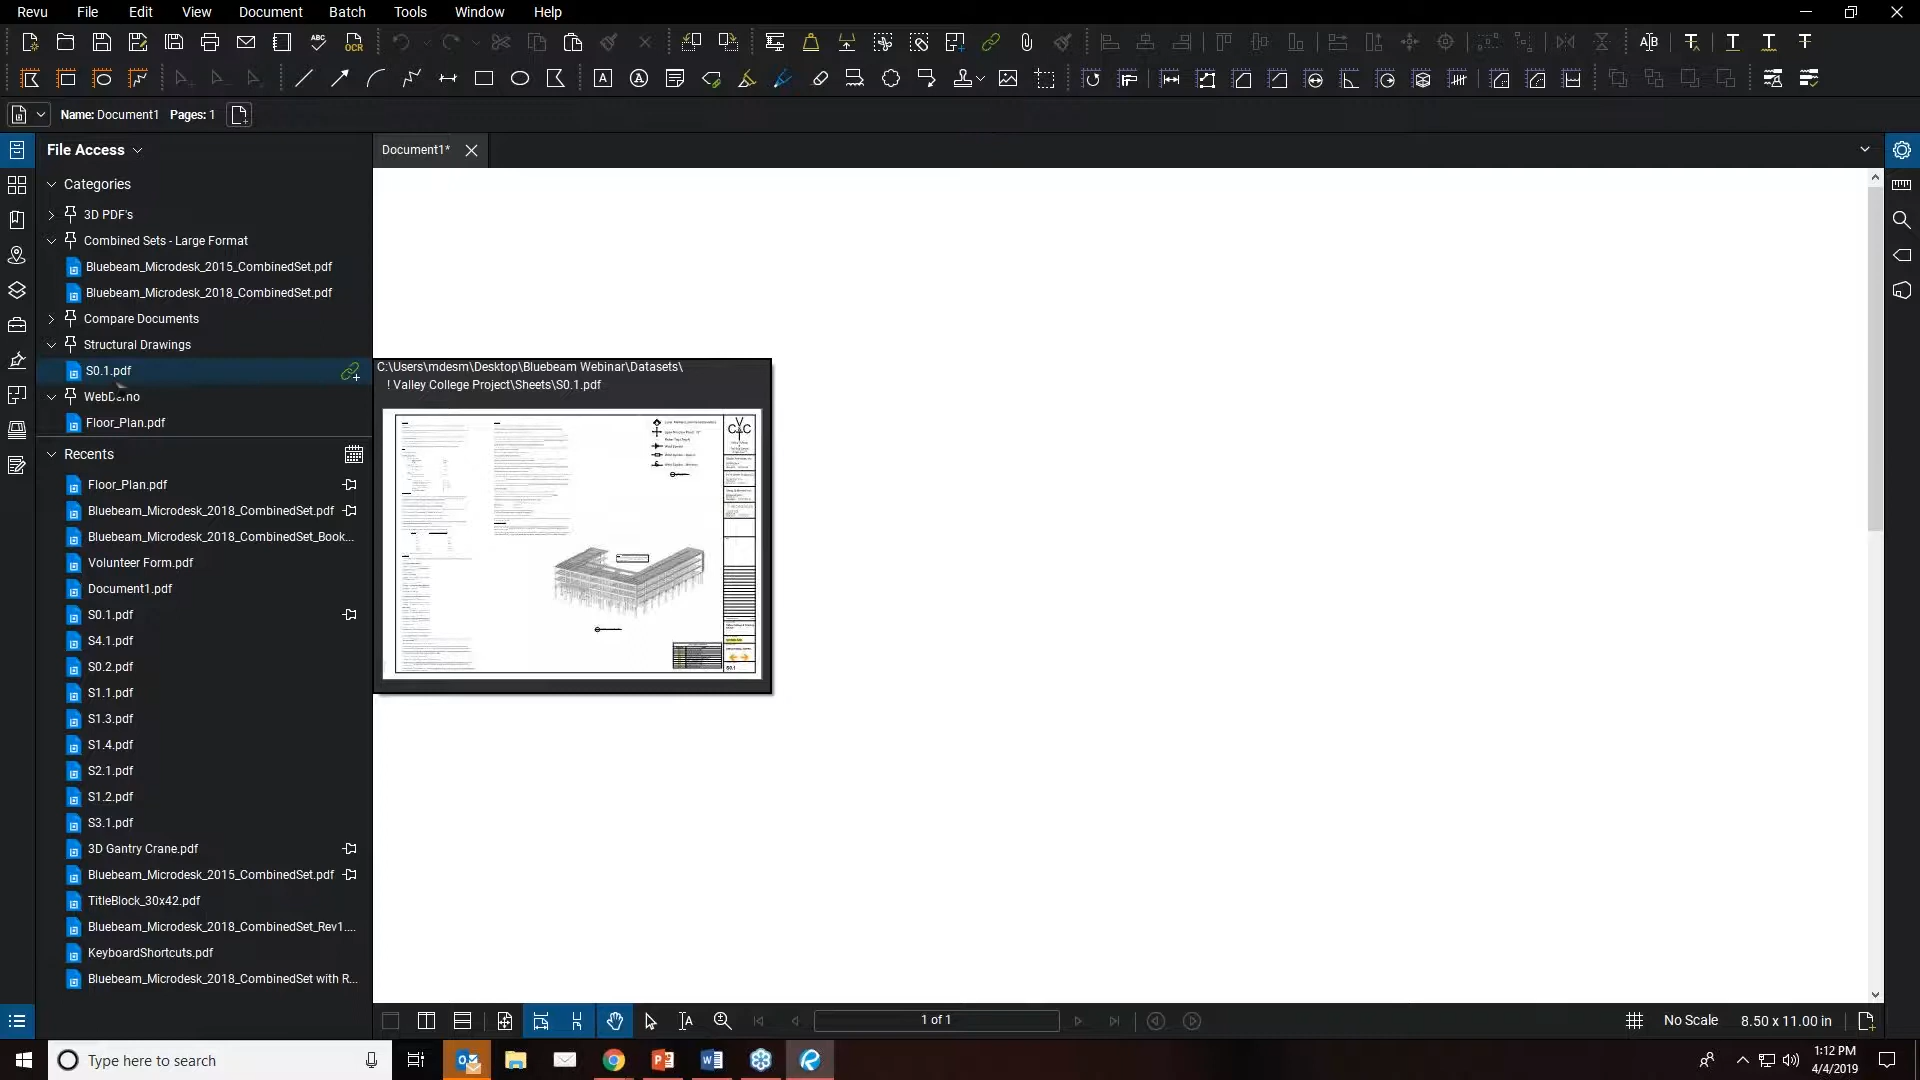 Revu File Edit View Document Batch Tools Window Help
Name: Document1 Pages: 1
File Access
Document1*
Categories
3D PDF's
Combined Sets - Large Format
Bluebeam_Microdesk_2015_CombinedSet.pdf
Bluebeam_Microdesk_2018_CombinedSet.pdf
Compare Documents
Structural Drawings
S0.1.pdf
WebDemo
Floor_Plan.pdf
C:\Users\mdesm\Desktop\Bluebeam Webinar\Datasets\
! Valley College Project\Sheets\S0.1.pdf
Recents
Floor_Plan.pdf
Bluebeam_Microdesk_2018_CombinedSet.pdf
Bluebeam_Microdesk_2018_CombinedSet_Book...
Volunteer Form.pdf
Document1.pdf
S0.1.pdf
S4.1.pdf
S0.2.pdf
S1.1.pdf
S1.3.pdf
S1.4.pdf
S2.1.pdf
S1.2.pdf
S3.1.pdf
3D Gantry Crane.pdf
Bluebeam_Microdesk_2015_CombinedSet.pdf
TitleBlock_30x42.pdf
Bluebeam_Microdesk_2018_CombinedSet_Rev1....
KeyboardShortcuts.pdf
Bluebeam_Microdesk_2018_CombinedSet with R...
1 of 1
No Scale
8.50 x 11.00 in
Type here to search
1:12 PM
4/4/2019